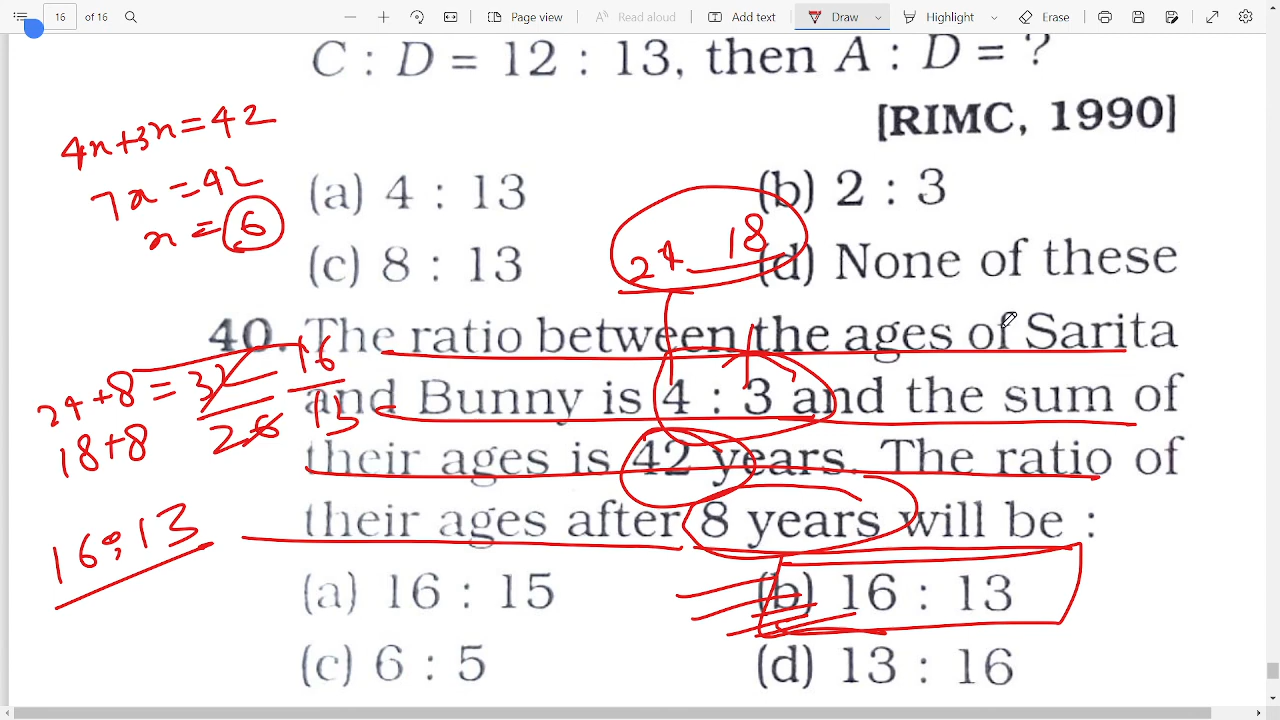 16 of 16 Page view Read aloud Add text Draw Highlight Erase
C : D = 12 : 13, then A : D = ?
[RIMC, 1990]
4x+3x=42
7x=42
x=6
(a) 4 : 13 (b) 2 : 3
(c) 8 : 13 (d) None of these
24 18
40. The ratio between the ages of Sarita
and Bunny is 4 : 3 and the sum of
their ages is 42 years. The ratio of
their ages after 8 years will be :
24+8=32 16
18+8 26 13
16:13
(a) 16 : 15 (b) 16 : 13
(c) 6 : 5 (d) 13 : 16